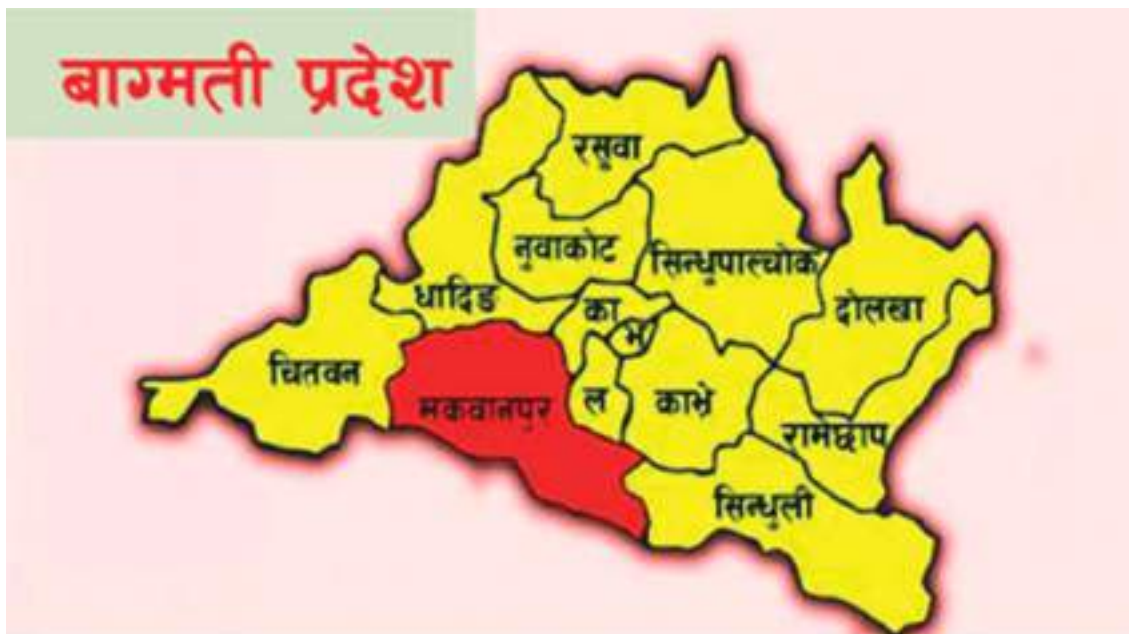 बाग्मती प्रदेश
रसुवा
नुवाकोट
सिन्धुपाल्चोक
धादिङ
का
भ
दोलखा
चितवन
मकवानपुर
ल
काभ्रे
रामेछाप
सिन्धुली